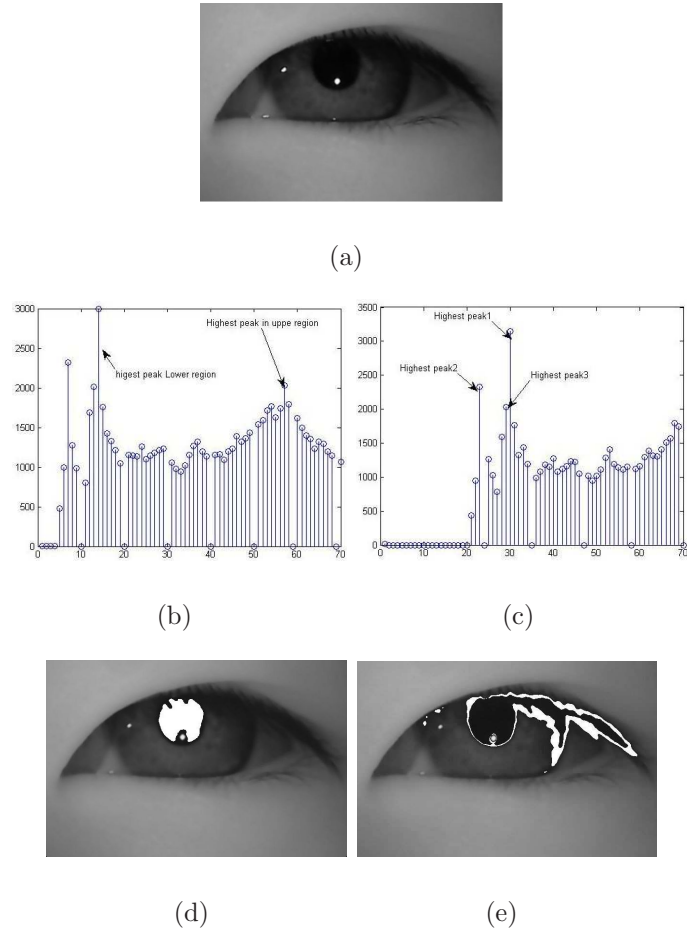 (a)
3000
2500
2000
1500
1000
500
0
0 10 20 30 40 50 60 70
higest peak Lower region
Highest peak in uppe region
(b)
3500
3000
2500
2000
1500
1000
500
0
0 10 20 30 40 50 60 70
Highest peak1
Highest peak2
Highest peak3
(c)
(d)
(e)